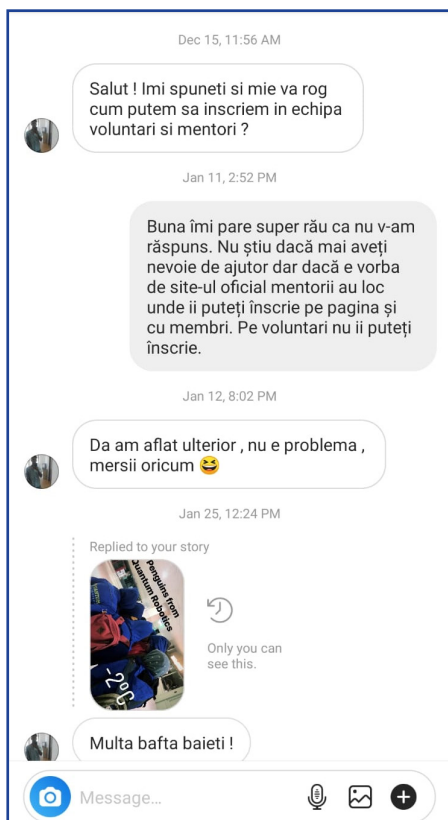 Dec 15, 11:56 AM
Salut ! Imi spuneti si mie va rog
cum putem sa inscriem in echipa
voluntari si mentori ?
Jan 11, 2:52 PM
Buna îmi pare super rău ca nu v-am
răspuns. Nu știu dacă mai aveți
nevoie de ajutor dar dacă e vorba
de site-ul oficial mentorii au loc
unde ii puteți înscrie pe pagina și
cu membri. Pe voluntari nu ii puteți
înscrie.
Jan 12, 8:02 PM
Da am aflat ulterior , nu e problema ,
mersii oricum 😆
Jan 25, 12:24 PM
Replied to your story
Penguins from
Quantum Robotics
-2°C
Only you can
see this.
Multa bafta baieti !
Message…